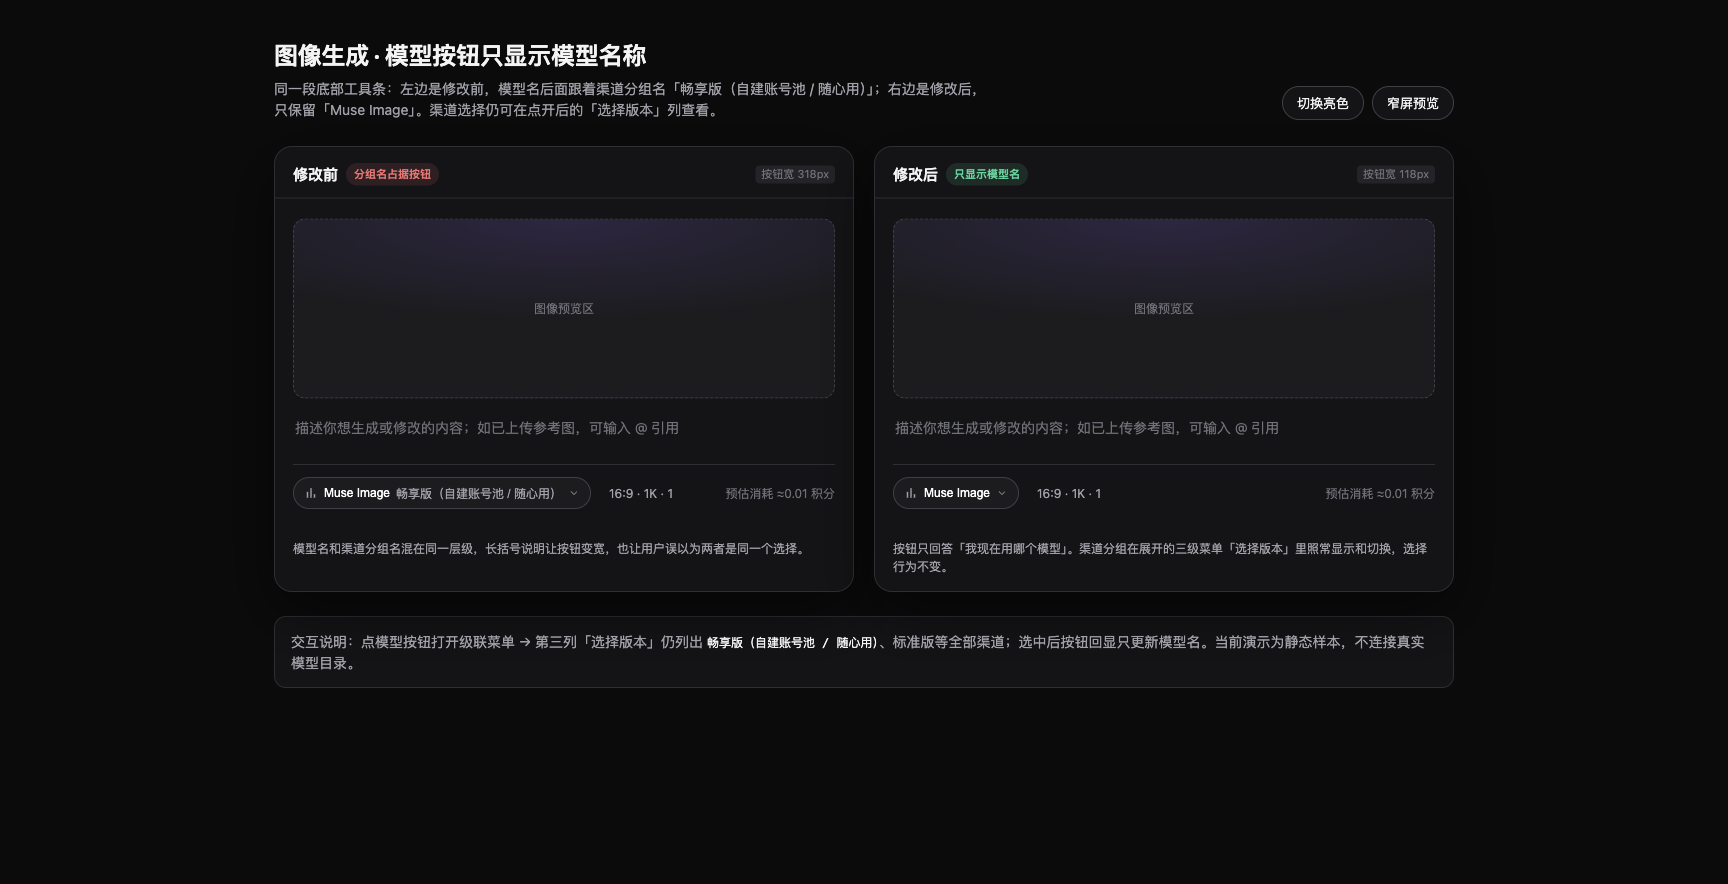 图像生成 · 模型按钮只显示模型名称
同一段底部工具条：左边是修改前，模型名后面跟着渠道分组名「畅享版（自建账号池 / 随心用）」；右边是修改后，
只保留「Muse Image」。渠道选择仍可在点开后的「选择版本」列查看。
切换亮色
窄屏预览
修改前
分组名占据按钮
按钮宽 318px
图像预览区
描述你想生成或修改的内容；如已上传参考图，可输入 @ 引用
Muse Image 畅享版（自建账号池 / 随心用）
16:9 · 1K · 1
预估消耗 ≈0.01 积分
模型名和渠道分组名混在同一层级，长括号说明让按钮变宽，也让用户误以为两者是同一个选择。
修改后
只显示模型名
按钮宽 118px
图像预览区
描述你想生成或修改的内容；如已上传参考图，可输入 @ 引用
Muse Image
16:9 · 1K · 1
预估消耗 ≈0.01 积分
按钮只回答「我现在用哪个模型」。渠道分组在展开的三级菜单「选择版本」里照常显示和切换，选择
行为不变。
交互说明：点模型按钮打开级联菜单 → 第三列「选择版本」仍列出 畅享版（自建账号池 / 随心用）、标准版等全部渠道；选中后按钮回显只更新模型名。当前演示为静态样本，不连接真实
模型目录。